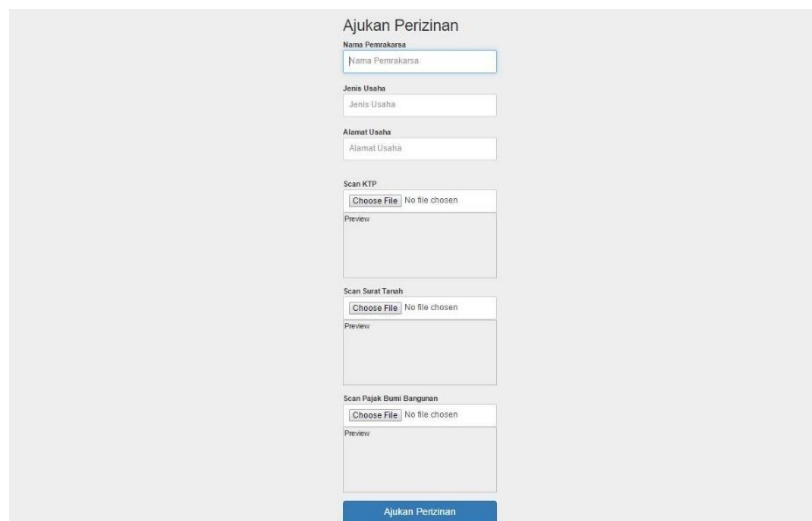 Ajukan Perizinan
Nama Pemrakarsa
Nama Pemrakarsa
Jenis Usaha
Jenis Usaha
Alamat Usaha
Alamat Usaha
Scan KTP
Choose File No file chosen
Preview
Scan Surat Tanah
Choose File No file chosen
Preview
Scan Pajak Bumi Bangunan
Choose File No file chosen
Preview
Ajukan Perizinan